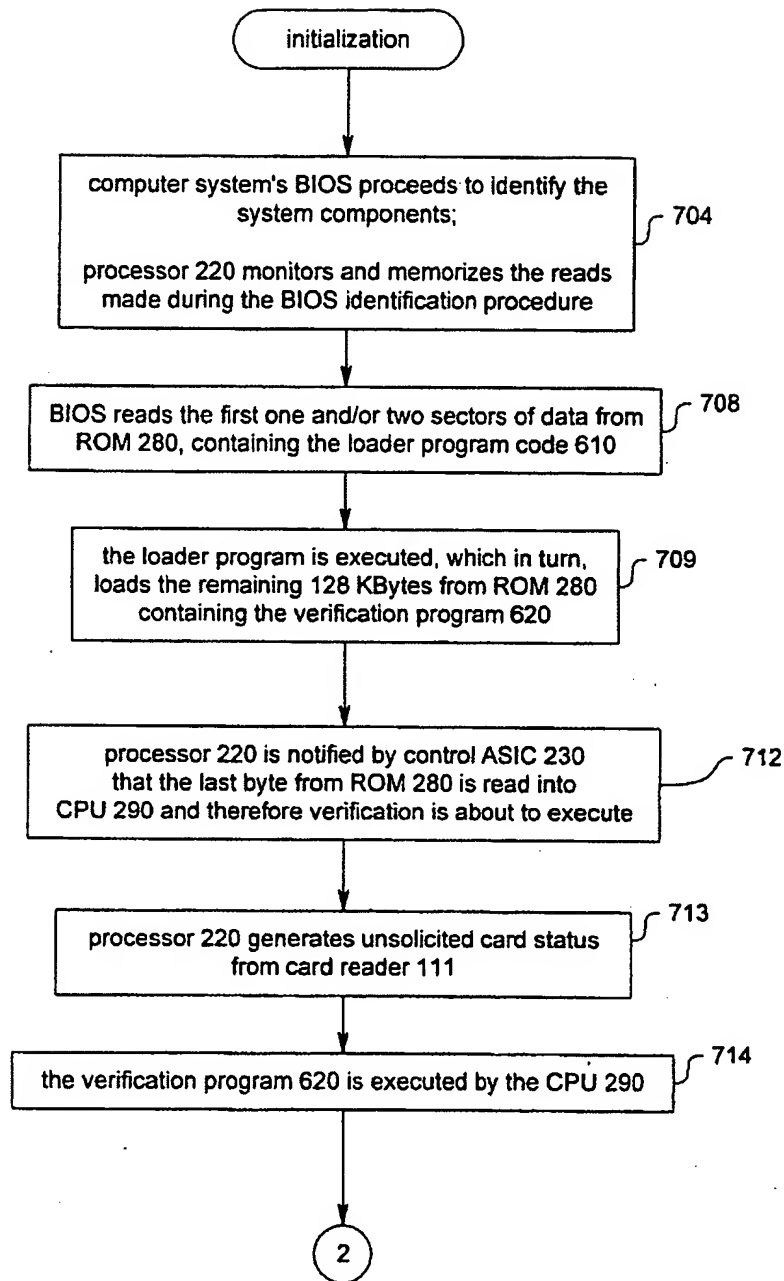 initialization
computer system's BIOS proceeds to identify the
system components;
processor 220 monitors and memorizes the reads
made during the BIOS identification procedure
704
BIOS reads the first one and/or two sectors of data from
ROM 280, containing the loader program code 610
708
the loader program is executed, which in turn,
loads the remaining 128 KBytes from ROM 280
containing the verification program 620
709
processor 220 is notified by control ASIC 230
that the last byte from ROM 280 is read into
CPU 290 and therefore verification is about to execute
712
processor 220 generates unsolicited card status
from card reader 111
713
the verification program 620 is executed by the CPU 290
714
2